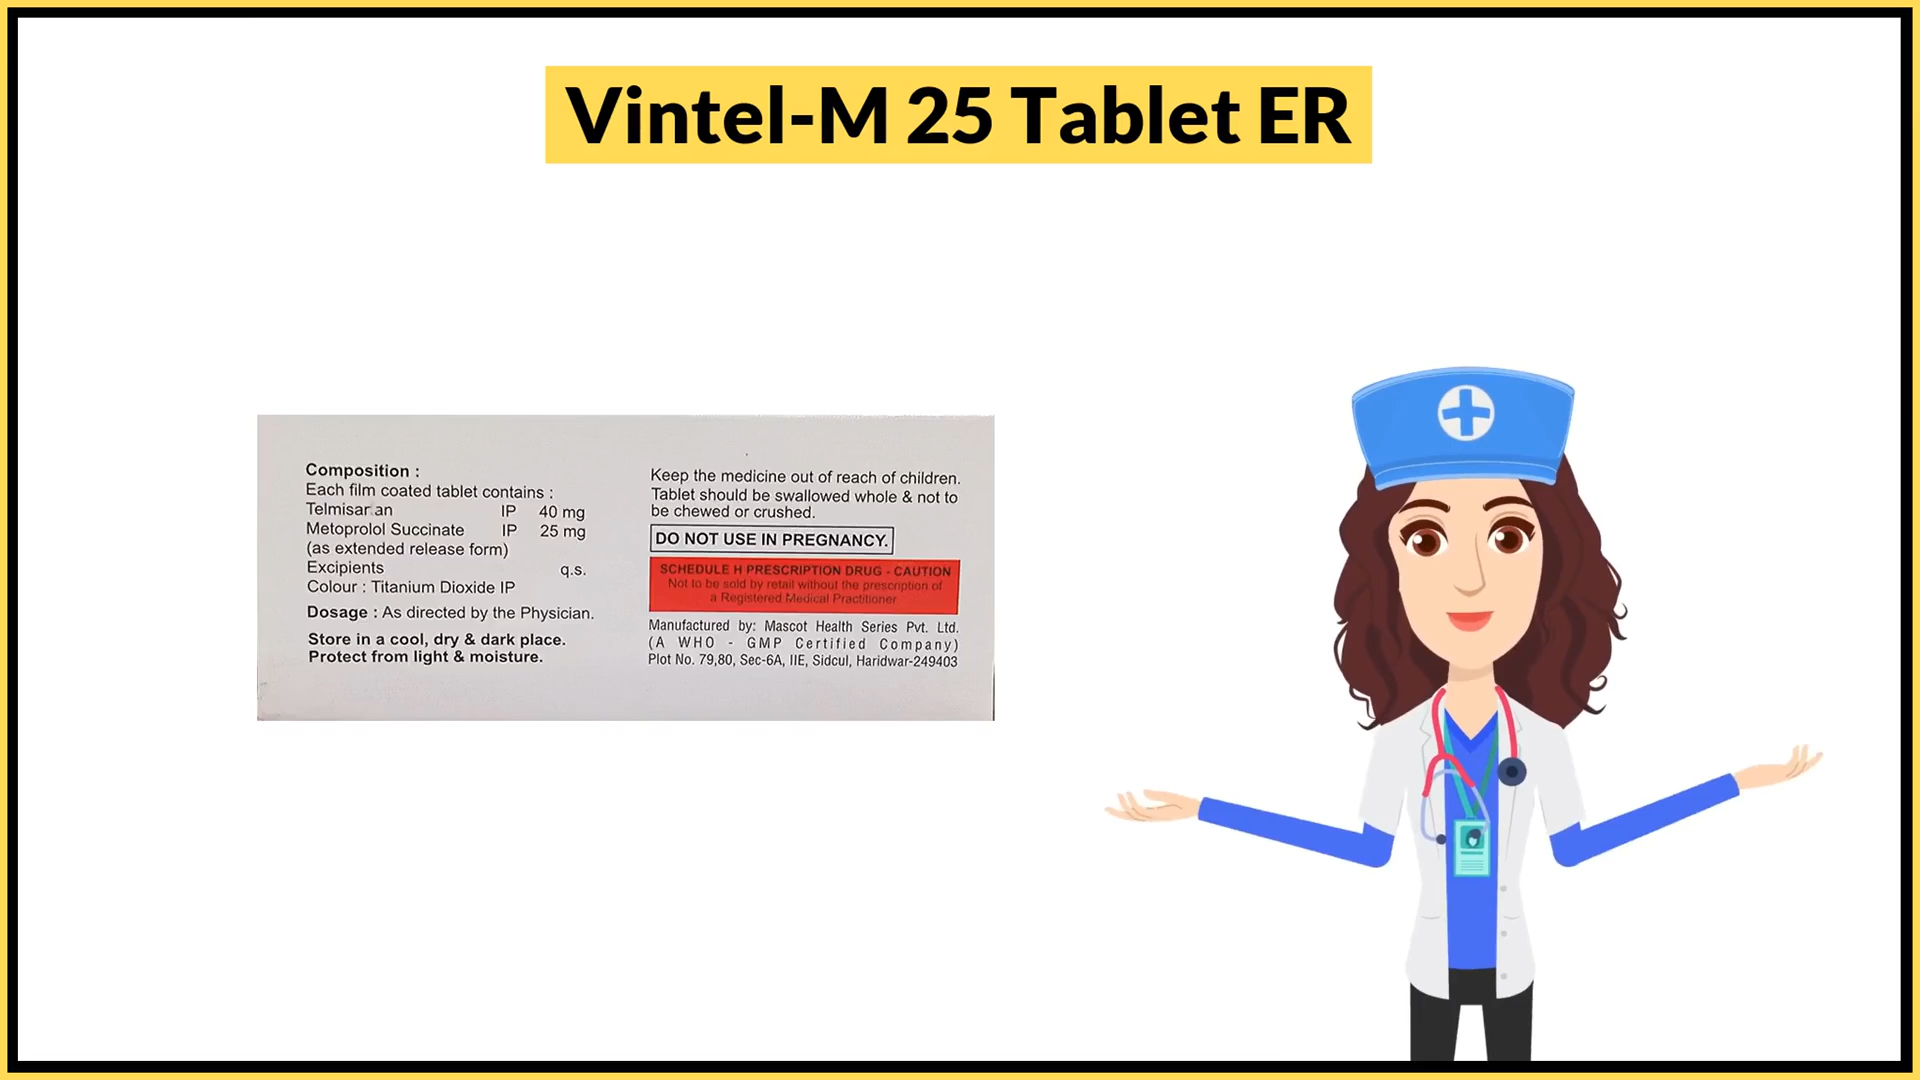 Vintel-M 25 Tablet ER
Composition :
Each film coated tablet contains :
Telmisar an IP 40 mg
Metoprolol Succinate IP 25 mg
(as extended release form)
Excipients q.s.
Colour : Titanium Dioxide IP
Dosage : As directed by the Physician.
Store in a cool, dry & dark place.
Protect from light & moisture.
Keep the medicine out of reach of children.
Tablet should be swallowed whole & not to
be chewed or crushed.
DO NOT USE IN PREGNANCY.
SCHEDULE H PRESCRIPTION DRUG - CAUTION
Not to be sold by retail without the prescription of
a Registered Medical Practitioner
Manufactured by: Mascot Health Series Pvt. Ltd.
(A WHO - GMP Certified Company)
Plot No. 79,80, Sec-6A, IIE, Sidcul, Haridwar-249403